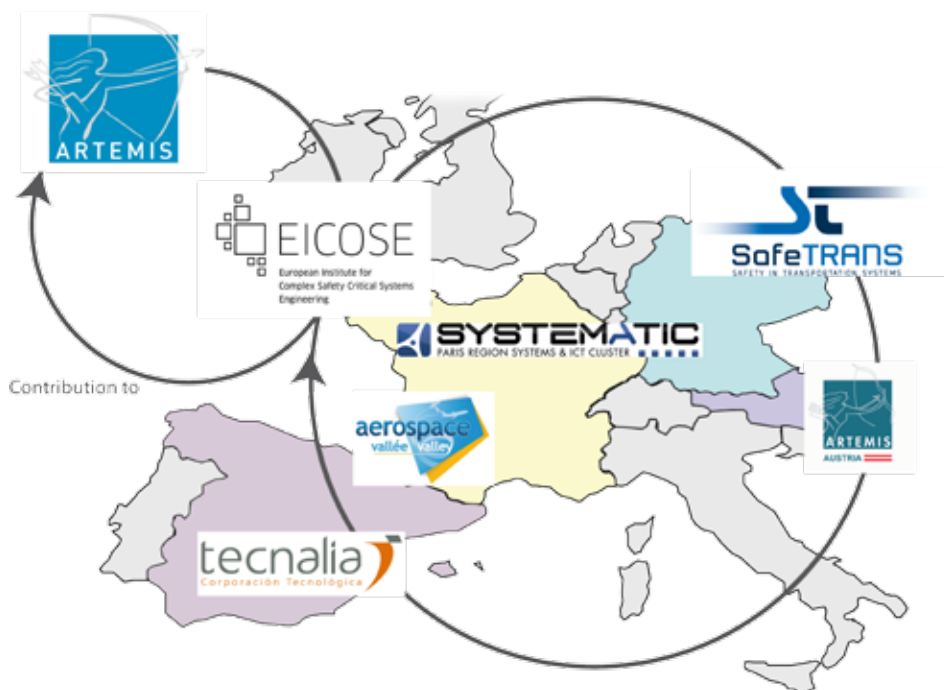 ARTEMIS
EICOSE
European Institute for
Complex Safety Critical Systems
Engineering
SafeTRANS
SAFETY IN TRANSPORTATION SYSTEMS
SYSTEMATIC
PARIS REGION SYSTEMS & ICT CLUSTER
Contribution to
aerospace
vallée valley
ARTEMIS
AUSTRIA
tecnalia
Corporación Tecnológica